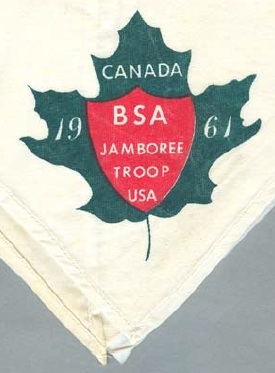 CANADA
BSA
19 61
JAMBOREE
TROOP
USA